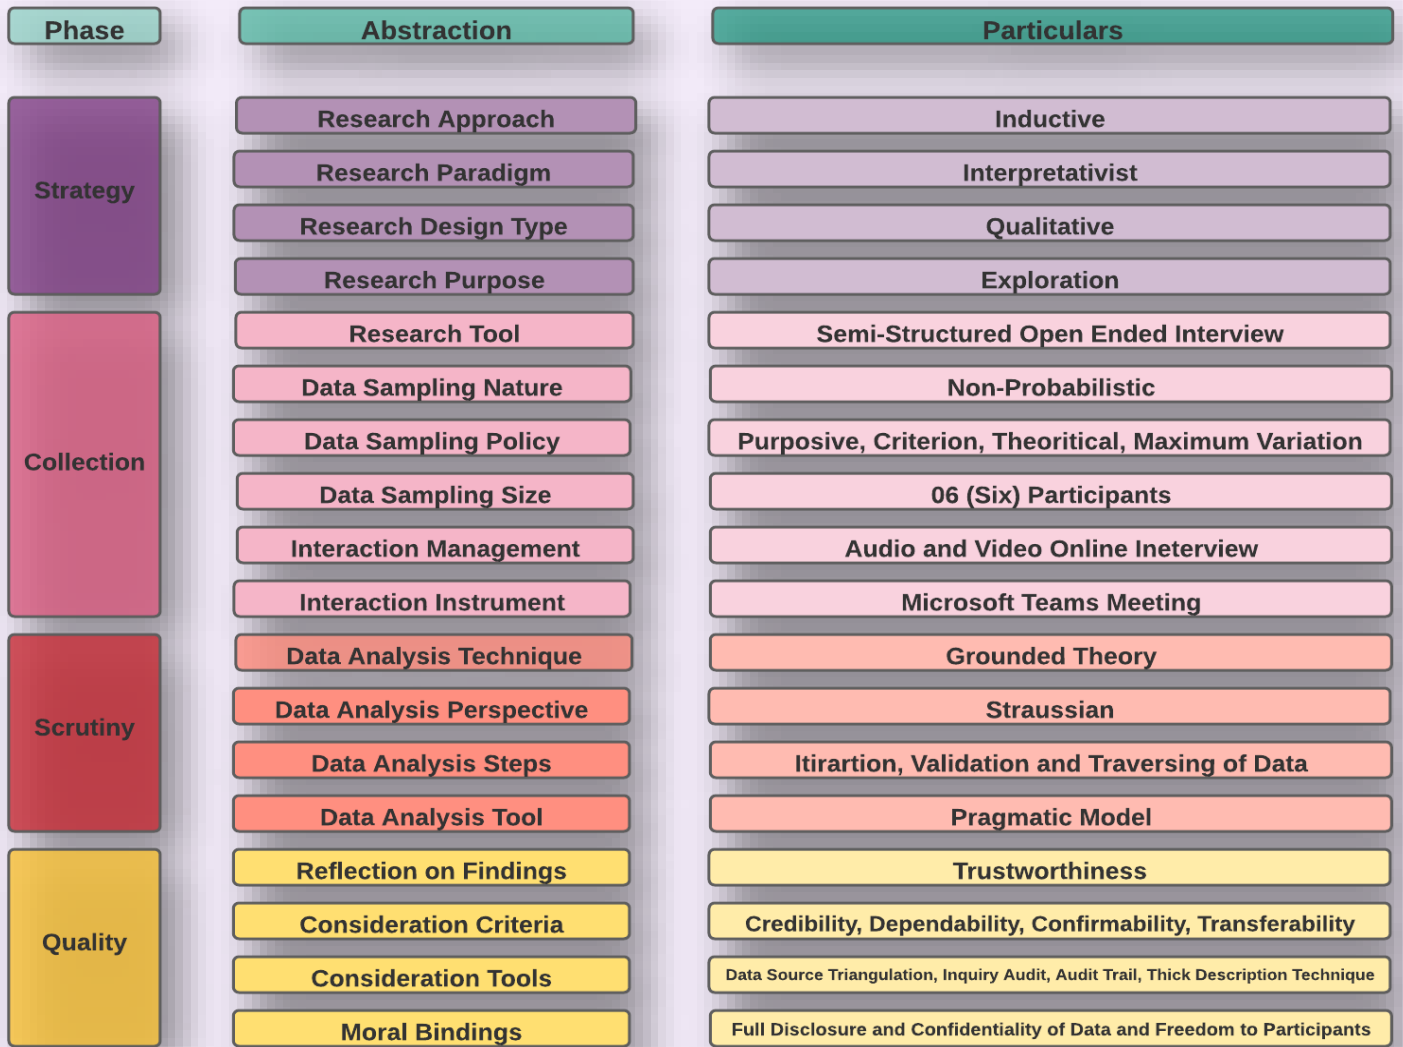 Phase Abstraction Particulars
Strategy
Research Approach Inductive
Research Paradigm Interpretativist
Research Design Type Qualitative
Research Purpose Exploration
Collection
Research Tool Semi-Structured Open Ended Interview
Data Sampling Nature Non-Probabilistic
Data Sampling Policy Purposive, Criterion, Theoritical, Maximum Variation
Data Sampling Size 06 (Six) Participants
Interaction Management Audio and Video Online Ineterview
Interaction Instrument Microsoft Teams Meeting
Scrutiny
Data Analysis Technique Grounded Theory
Data Analysis Perspective Straussian
Data Analysis Steps Itirartion, Validation and Traversing of Data
Data Analysis Tool Pragmatic Model
Quality
Reflection on Findings Trustworthiness
Consideration Criteria Credibility, Dependability, Confirmability, Transferability
Consideration Tools Data Source Triangulation, Inquiry Audit, Audit Trail, Thick Description Technique
Moral Bindings Full Disclosure and Confidentiality of Data and Freedom to Participants